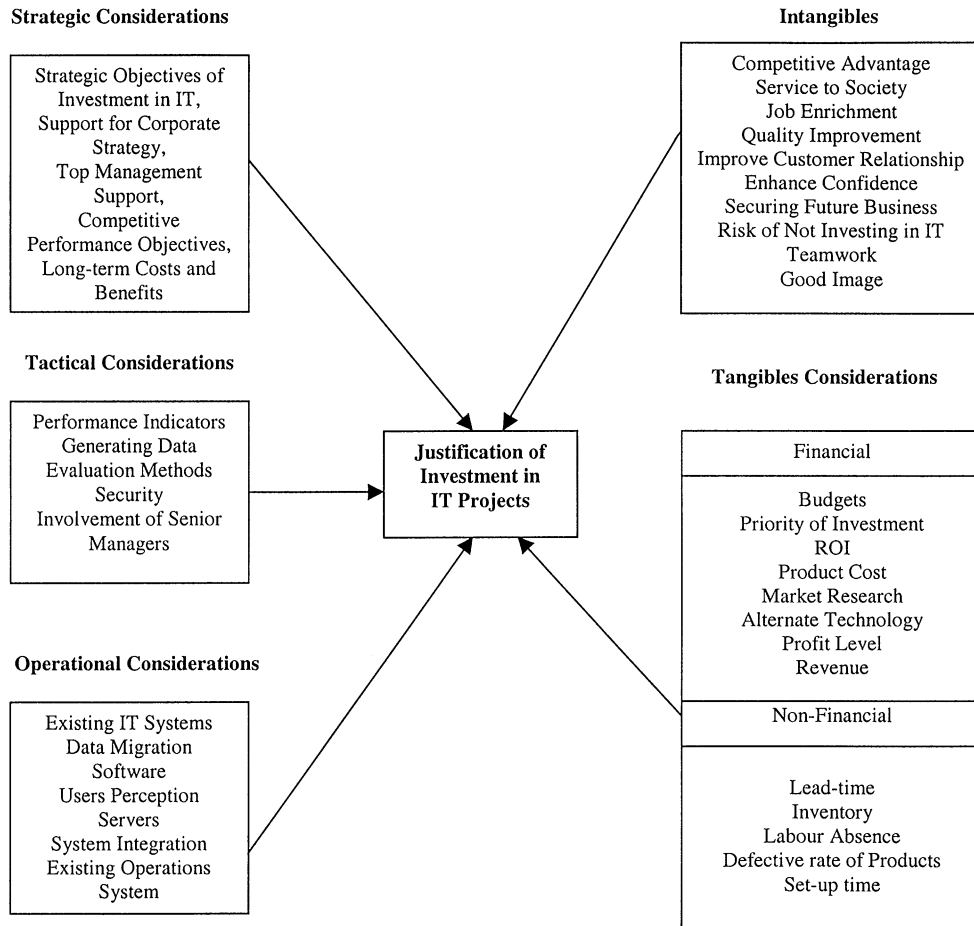 Strategic Considerations
Strategic Objectives of
Investment in IT,
Support for Corporate
Strategy,
Top Management
Support,
Competitive
Performance Objectives,
Long-term Costs and
Benefits
Tactical Considerations
Performance Indicators
Generating Data
Evaluation Methods
Security
Involvement of Senior
Managers
Operational Considerations
Existing IT Systems
Data Migration
Software
Users Perception
Servers
System Integration
Existing Operations
System
Justification of
Investment in
IT Projects
Intangibles
Competitive Advantage
Service to Society
Job Enrichment
Quality Improvement
Improve Customer Relationship
Enhance Confidence
Securing Future Business
Risk of Not Investing in IT
Teamwork
Good Image
Tangibles Considerations
Financial
Budgets
Priority of Investment
ROI
Product Cost
Market Research
Alternate Technology
Profit Level
Revenue
Non-Financial
Lead-time
Inventory
Labour Absence
Defective rate of Products
Set-up time